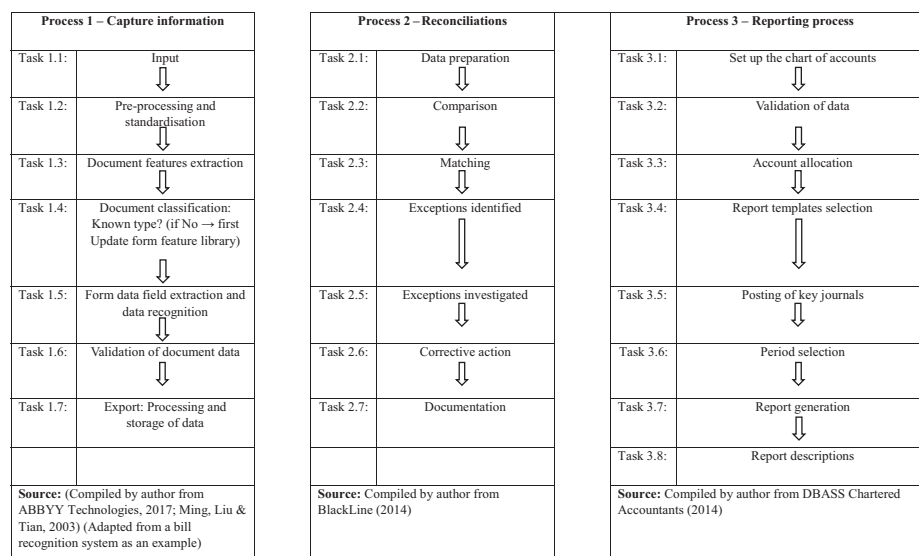 Process 1 – Capture information
Task 1.1:
Input
Task 1.2:
Pre-processing and
standardisation
Task 1.3:
Document features extraction
Task 1.4:
Document classification:
Known type? (if No → first
Update form feature library)
Task 1.5:
Form data field extraction and
data recognition
Task 1.6:
Validation of document data
Task 1.7:
Export: Processing and
storage of data
Source: (Compiled by author from
ABBYY Technologies, 2017; Ming, Liu &
Tian, 2003) (Adapted from a bill
recognition system as an example)
Process 2 – Reconciliations
Task 2.1:
Data preparation
Task 2.2:
Comparison
Task 2.3:
Matching
Task 2.4:
Exceptions identified
Task 2.5:
Exceptions investigated
Task 2.6:
Corrective action
Task 2.7:
Documentation
Source: Compiled by author from
BlackLine (2014)
Process 3 – Reporting process
Task 3.1:
Set up the chart of accounts
Task 3.2:
Validation of data
Task 3.3:
Account allocation
Task 3.4:
Report templates selection
Task 3.5:
Posting of key journals
Task 3.6:
Period selection
Task 3.7:
Report generation
Task 3.8:
Report descriptions
Source: Compiled by author from DBASS Chartered
Accountants (2014)